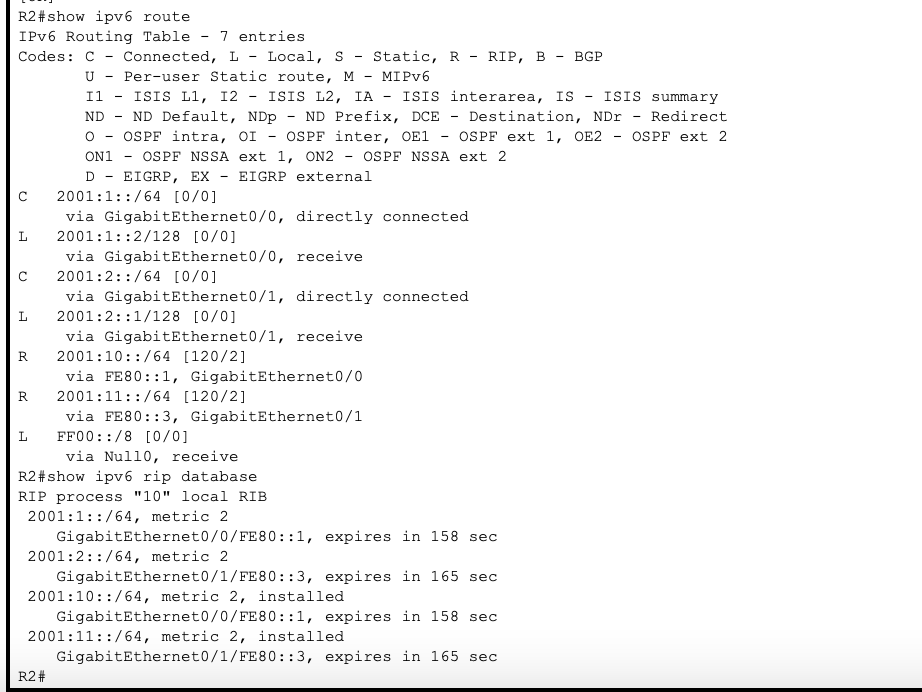 R2#show ipv6 route
IPv6 Routing Table - 7 entries
Codes: C - Connected, L - Local, S - Static, R - RIP, B - BGP
       U - Per-user Static route, M - MIPv6
       I1 - ISIS L1, I2 - ISIS L2, IA - ISIS interarea, IS - ISIS summary
       ND - ND Default, NDp - ND Prefix, DCE - Destination, NDr - Redirect
       O - OSPF intra, OI - OSPF inter, OE1 - OSPF ext 1, OE2 - OSPF ext 2
       ON1 - OSPF NSSA ext 1, ON2 - OSPF NSSA ext 2
       D - EIGRP, EX - EIGRP external
C   2001:1::/64 [0/0]
     via GigabitEthernet0/0, directly connected
L   2001:1::2/128 [0/0]
     via GigabitEthernet0/0, receive
C   2001:2::/64 [0/0]
     via GigabitEthernet0/1, directly connected
L   2001:2::1/128 [0/0]
     via GigabitEthernet0/1, receive
R   2001:10::/64 [120/2]
     via FE80::1, GigabitEthernet0/0
R   2001:11::/64 [120/2]
     via FE80::3, GigabitEthernet0/1
L   FF00::/8 [0/0]
     via Null0, receive
R2#show ipv6 rip database
RIP process "10" local RIB
 2001:1::/64, metric 2
    GigabitEthernet0/0/FE80::1, expires in 158 sec
 2001:2::/64, metric 2
    GigabitEthernet0/1/FE80::3, expires in 165 sec
 2001:10::/64, metric 2, installed
    GigabitEthernet0/0/FE80::1, expires in 158 sec
 2001:11::/64, metric 2, installed
    GigabitEthernet0/1/FE80::3, expires in 165 sec
R2#